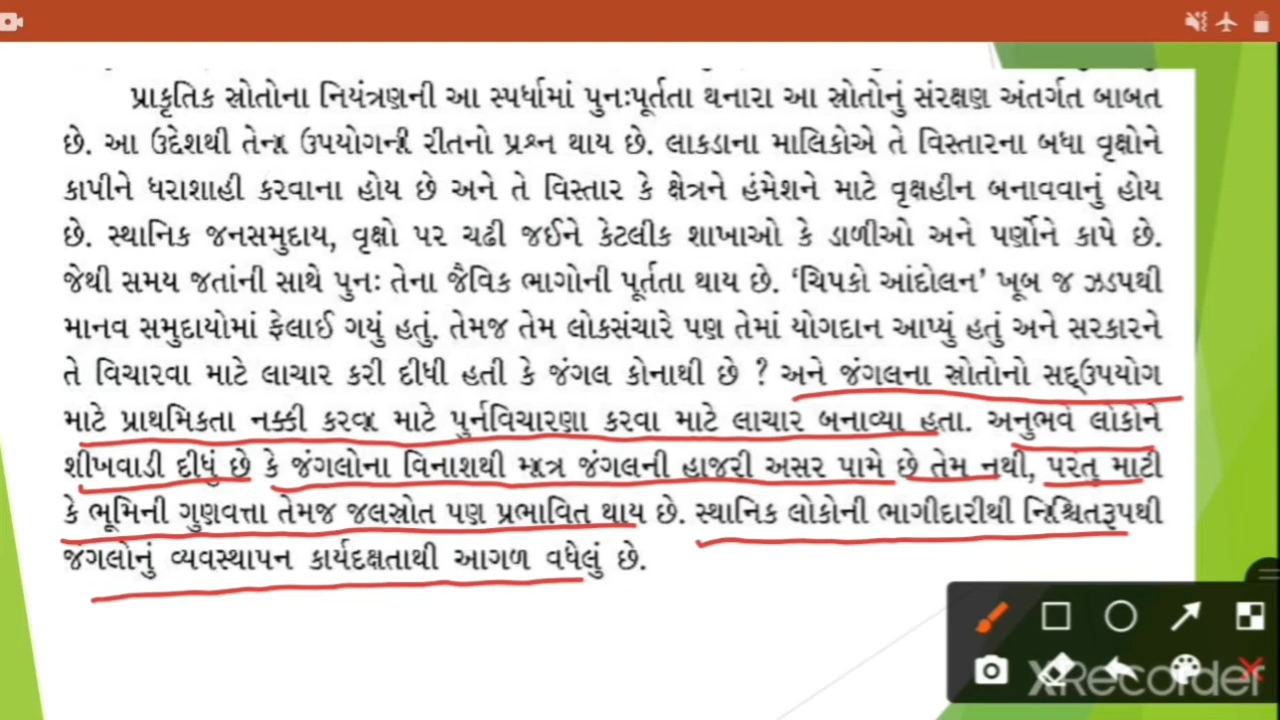 પ્રાકૃતિક સ્રોતોના નિયંત્રણની આ સ્પર્ધામાં પુનઃપૂર્તતા થનારા આ સ્રોતોનું સંરક્ષણ અંતર્ગત બાબત
છે. આ ઉદ્દેશથી તેના ઉપયોગની રીતનો પ્રશ્ન થાય છે. લાકડાના માલિકોએ તે વિસ્તારના બધા વૃક્ષોને
કાપીને ધરાશાહી કરવાના હોય છે અને તે વિસ્તાર કે ક્ષેત્રને હંમેશને માટે વૃક્ષહીન બનાવવાનું હોય
છે. સ્થાનિક જનસમુદાય, વૃક્ષો પર ચઢી જઈને કેટલીક શાખાઓ કે ડાળીઓ અને પર્ણોને કાપે છે.
જેથી સમય જતાંની સાથે પુનઃ તેના જૈવિક ભાગોની પૂર્તતા થાય છે. ‘ચિપકો આંદોલન’ ખૂબ જ ઝડપથી
માનવ સમુદાયોમાં ફેલાઈ ગયું હતું. તેમજ તેમ લોકસંચારે પણ તેમાં યોગદાન આપ્યું હતું અને સરકારને
તે વિચારવા માટે લાચાર કરી દીધી હતી કે જંગલ કોનાથી છે ? અને જંગલના સ્રોતોનો સદ્ઉપયોગ
માટે પ્રાથમિકતા નક્કી કરવા માટે પુર્નવિચારણા કરવા માટે લાચાર બનાવ્યા હતા. અનુભવે લોકોને
શીખવાડી દીધું છે કે જંગલોના વિનાશથી માત્ર જંગલની હાજરી અસર પામે છે તેમ નથી, પરંતુ માટી
કે ભૂમિની ગુણવત્તા તેમજ જલસ્રોત પણ પ્રભાવિત થાય છે. સ્થાનિક લોકોની ભાગીદારીથી નિશ્ચિતરૂપથી
જંગલોનું વ્યવસ્થાપન કાર્યદક્ષતાથી આગળ વધેલું છે.
XRecorder